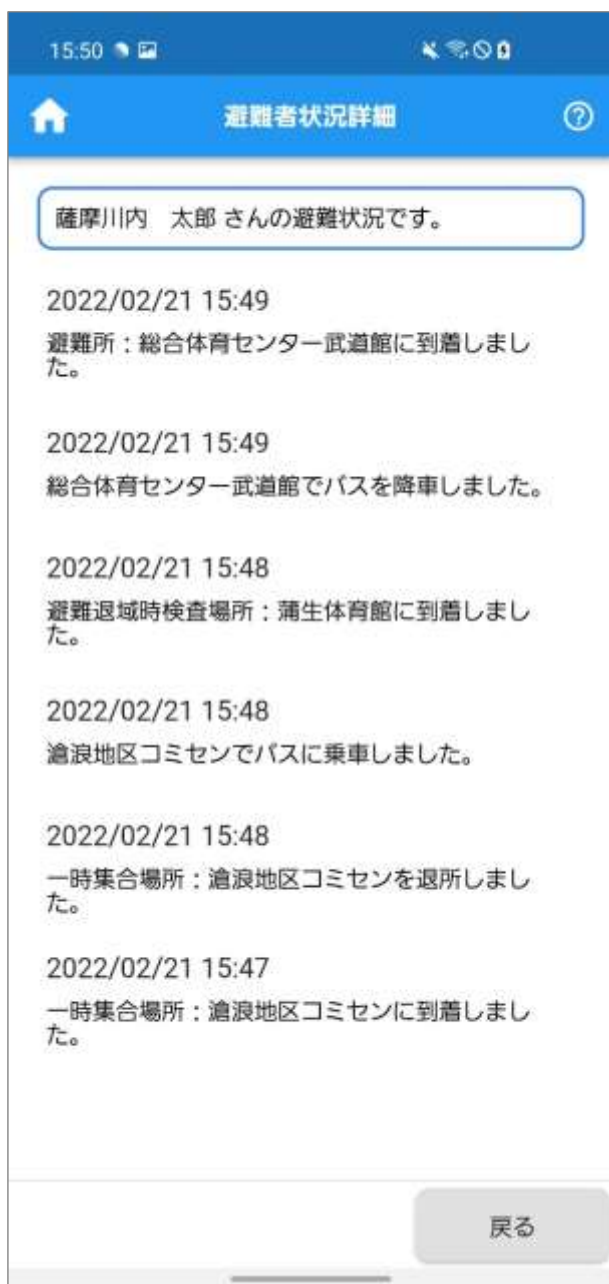 15:50
避難者状況詳細
薩摩川内　太郎 さんの避難状況です。
2022/02/21 15:49
避難所：総合体育センター武道館に到着しまし
た。
2022/02/21 15:49
総合体育センター武道館でバスを降車しました。
2022/02/21 15:48
避難退域時検査場所：蒲生体育館に到着しまし
た。
2022/02/21 15:48
滄浪地区コミセンでバスに乗車しました。
2022/02/21 15:48
一時集合場所：滄浪地区コミセンを退所しまし
た。
2022/02/21 15:47
一時集合場所：滄浪地区コミセンに到着しまし
た。
戻る